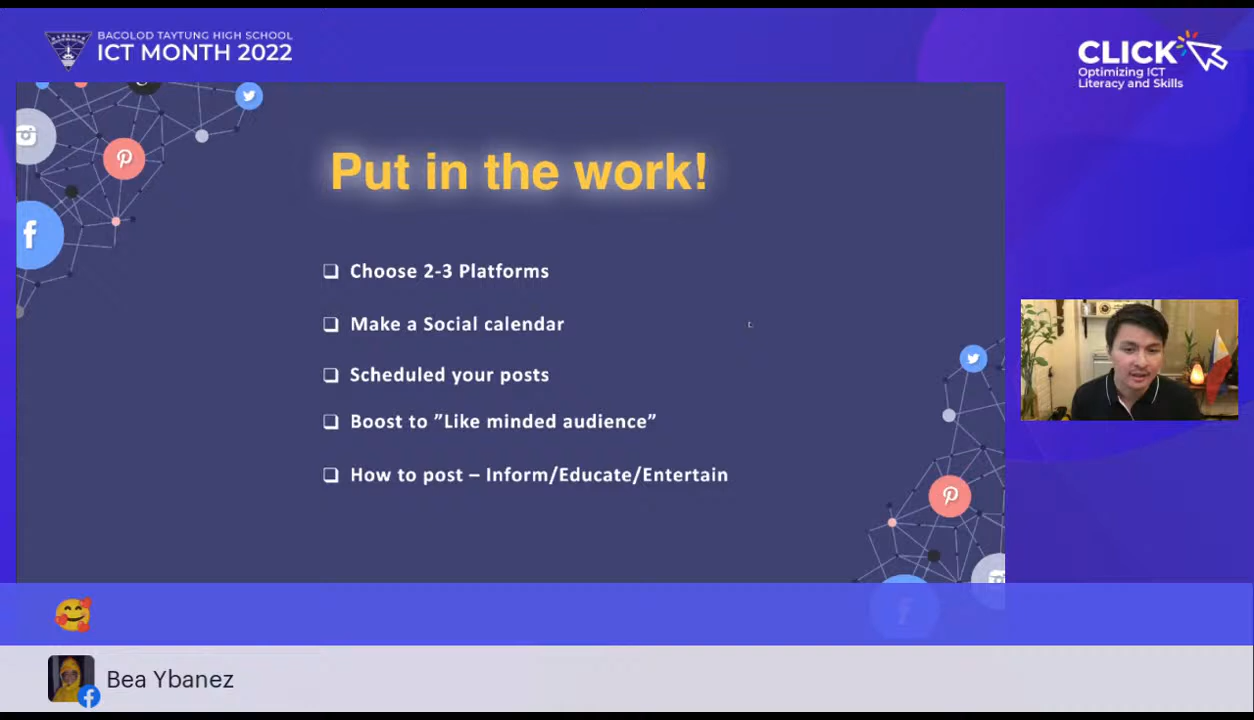 BACOLOD TAYTUNG HIGH SCHOOL
ICT MONTH 2022
CLICK
Optimizing ICT
Literacy and Skills
Put in the work!
Choose 2-3 Platforms
Make a Social calendar
Scheduled your posts
Boost to ”Like minded audience”
How to post – Inform/Educate/Entertain
Bea Ybanez